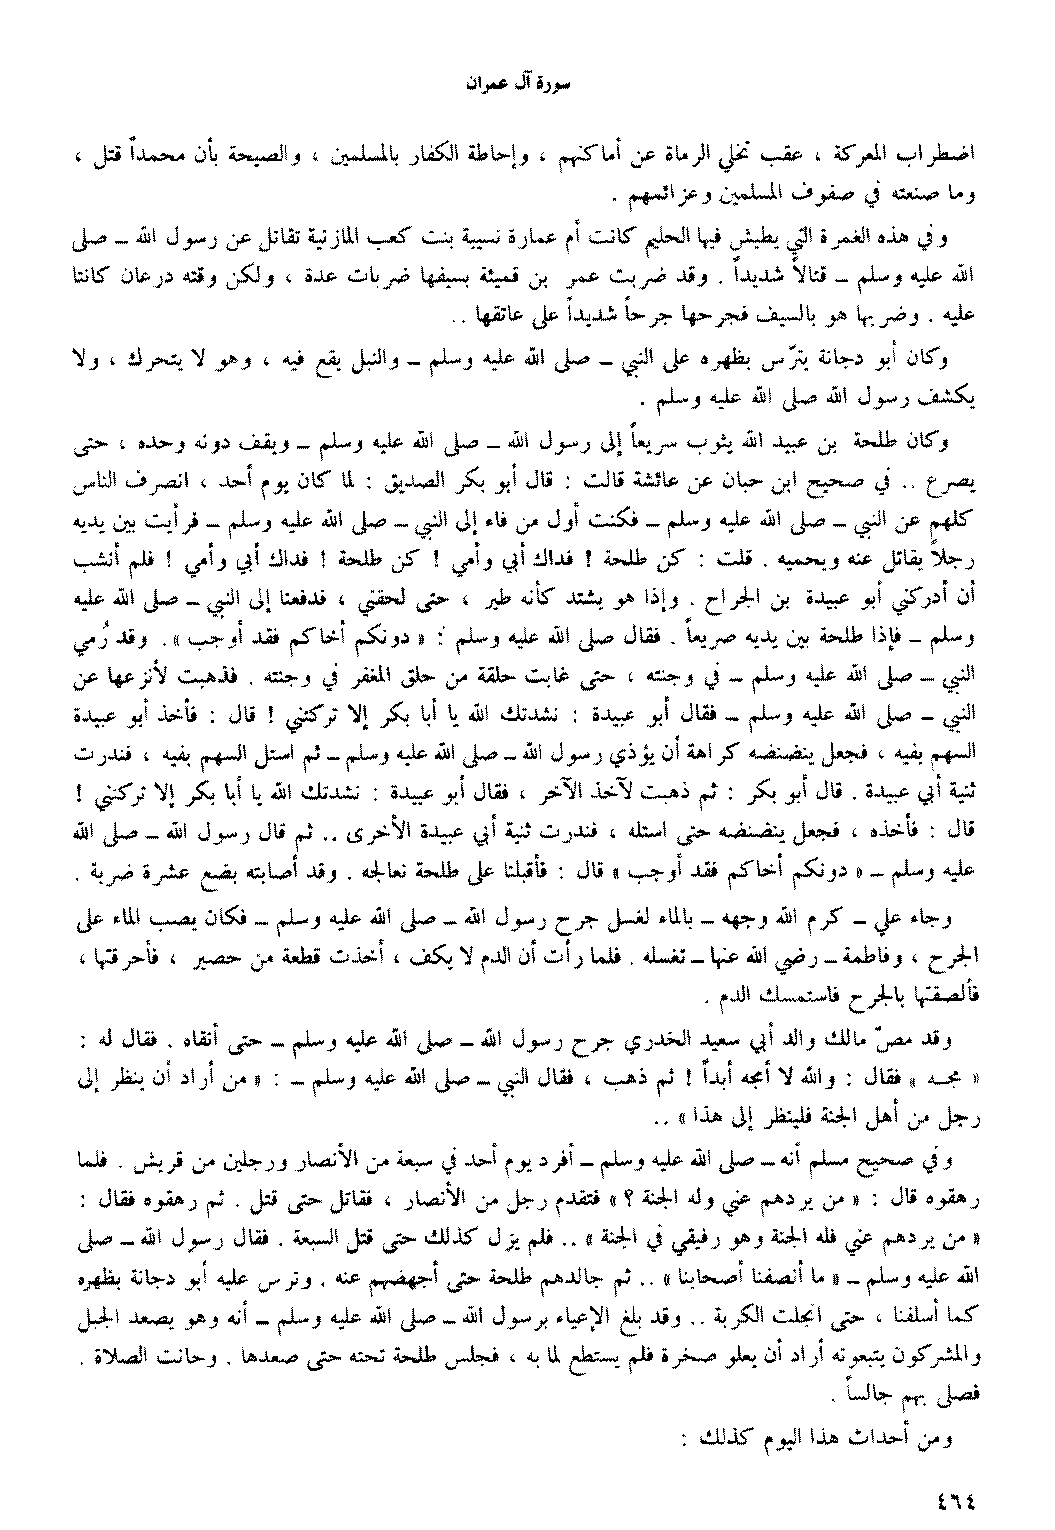 سورة آل عمران
اضطراب المعركة ، عقب تخلي الرماة عن أماكنهم ، وإحاطة الكفار بالمسلمين ، والصيحة بأن محمداً قتل ،
وما صنعته في صفوف المسلمين وعزائمهم .
وفي هذه الغمرة التي يطيش فيها الحليم كانت أم عمارة نسيبة بنت كعب المازنية تقاتل عن رسول الله – صلى
الله عليه وسلم – قتالاً شديداً . وقد ضربت عمر بن قميئة بسيفها ضربات عدة ، ولكن وقته درعان كانتا
عليه . وضربها هو بالسيف فجرحها جرحاً شديداً على عاتقها ..
وكان أبو دجانة يترّس بظهره على النبي – صلى الله عليه وسلم – والنبل يقع فيه ، وهو لا يتحرك ، ولا
يكشف رسول الله صلى الله عليه وسلم .
وكان طلحة بن عبيد الله يثوب سريعاً إلى رسول الله – صلى الله عليه وسلم – ويقف دونه وحده ، حتى
يصرع .. في صحيح ابن حبان عن عائشة قالت : قال أبو بكر الصديق : لما كان يوم أحد ، انصرف الناس
كلهم عن النبي – صلى الله عليه وسلم – فكنت أول من فاء إلى النبي – صلى الله عليه وسلم – فرأيت بين يديه
رجلاً يقاتل عنه ويحميه . قلت : كن طلحة ! فداك أبي وأمي ! كن طلحة ! فداك أبي وأمي ! فلم أنشب
أن أدركني أبو عبيدة بن الجراح . وإذا هو يشتد كأنه طير ، حتى لحقني ، فدفعنا إلى النبي – صلى الله عليه
وسلم – فإذا طلحة بين يديه صريعاً . فقال صلى الله عليه وسلم : « دونكم أخاكم فقد أوجب ». وقد رُمي
النبي – صلى الله عليه وسلم – في وجنته ، حتى غابت حلقة من حلق المغفر في وجنته . فذهبت لأنزعها عن
النبي – صلى الله عليه وسلم – فقال أبو عبيدة : نشدتك الله يا أبا بكر إلا تركتني ! قال : فأخذ أبو عبيدة
السهم بفيه ، فجعل ينضنضه كراهة أن يؤذي رسول الله – صلى الله عليه وسلم – ثم استل السهم بفيه ، فندرت
ثنية أبي عبيدة . قال أبو بكر : ثم ذهبت لآخذ الآخر ، فقال أبو عبيدة : نشدتك الله يا أبا بكر إلا تركتني !
قال : فأخذه ، فجعل ينضنضه حتى استله ، فندرت ثنية أبي عبيدة الأخرى .. ثم قال رسول الله – صلى الله
عليه وسلم – « دونكم أخاكم فقد أوجب » قال : فأقبلنا على طلحة نعالجه . وقد أصابته بضع عشرة ضربة .
وجاء علي – كرم الله وجهه – بالماء لغسل جرح رسول الله – صلى الله عليه وسلم – فكان يصب الماء على
الجرح ، وفاطمة – رضي الله عنها – تغسله . فلما رأت أن الدم لا يكف ، أخذت قطعة من حصير ، فأحرقتها ،
فألصقتها بالجرح فاستمسك الدم .
وقد مصّ مالك والد أبي سعيد الخدري جرح رسول الله – صلى الله عليه وسلم – حتى أنقاه . فقال له :
« مجه » فقال : والله لا أمجه أبداً ! ثم ذهب ، فقال النبي – صلى الله عليه وسلم – : « من أراد أن ينظر إلى
رجل من أهل الجنة فلينظر إلى هذا » ..
وفي صحيح مسلم أنه – صلى الله عليه وسلم – أفرد يوم أحد في سبعة من الأنصار ورجلين من قريش . فلما
رهقوه قال : « من يردهم عني وله الجنة ؟ » فتقدم رجل من الأنصار ، فقاتل حتى قتل . ثم رهقوه فقال :
« من يردهم عني فله الجنة وهو رفيقي في الجنة » .. فلم يزل كذلك حتى قتل السبعة . فقال رسول الله – صلى
الله عليه وسلم – « ما أنصفنا أصحابنا » .. ثم جالدهم طلحة حتى أجهضهم عنه . وترس عليه أبو دجانة بظهره
كما أسلفنا ، حتى انجلت الكربة .. وقد بلغ الإعياء برسول الله – صلى الله عليه وسلم – أنه وهو يصعد الجبل
والمشركون يتبعونه أراد أن يعلو صخرة فلم يستطع لما به ، فجلس طلحة تحته حتى صعدها . وحانت الصلاة .
فصلى بهم جالساً .
ومن أحداث هذا اليوم كذلك :
٤٦٤